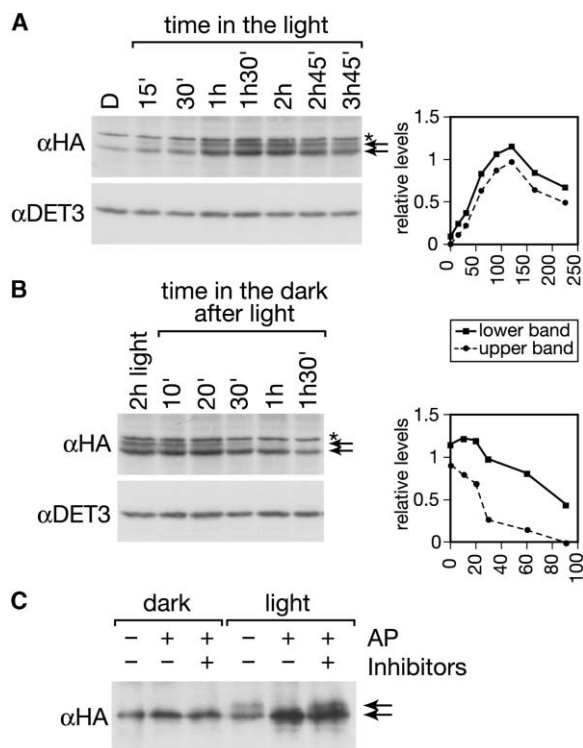 A
time in the light
D 15' 30' 1h 1h30' 2h 2h45' 3h45'
αHA
*
αDET3
relative levels
1.5
1
0.5
0
0 50 100 150 200 250
B
time in the dark
after light
2h light 10' 20' 30' 1h 1h30'
αHA
*
αDET3
lower band
upper band
relative levels
1.5
1
0.5
0
0 20 40 60 80 100
C
dark light
− + + − + + AP
− − + − − + Inhibitors
αHA